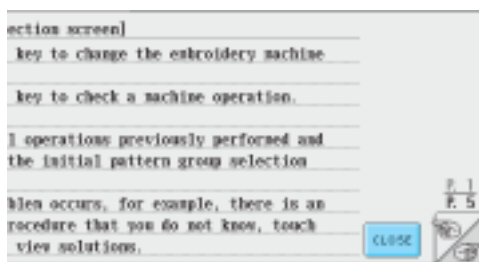 ection screen]
key to change the embroidery machine
key to check a machine operation.
l operations previously performed and
the initial pattern group selection
blem occurs, for example, there is an
rocedure that you do not know, touch
view solutions.
P. 1
P. 5
CLOSE